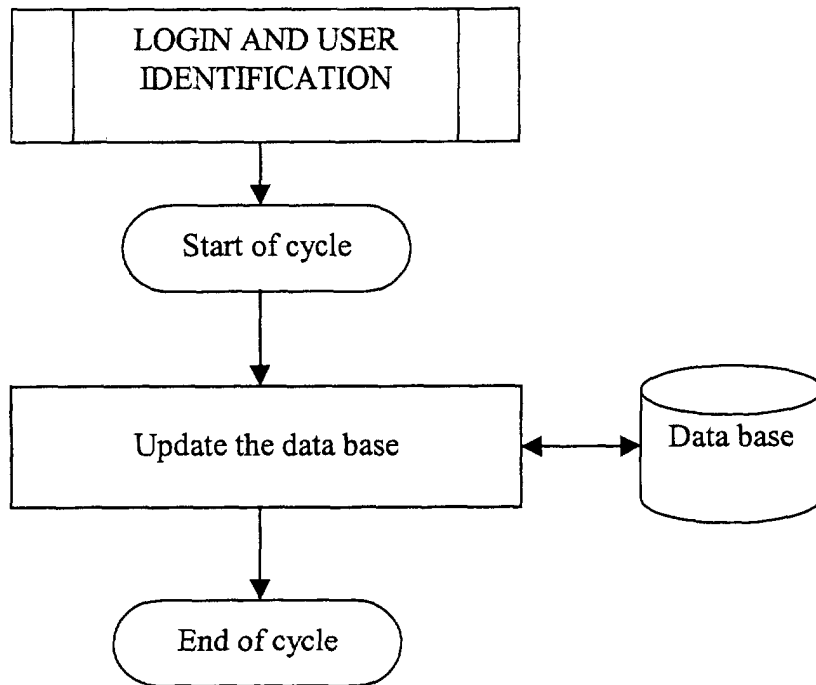 LOGIN AND USER
IDENTIFICATION
Start of cycle
Update the data base
Data base
End of cycle